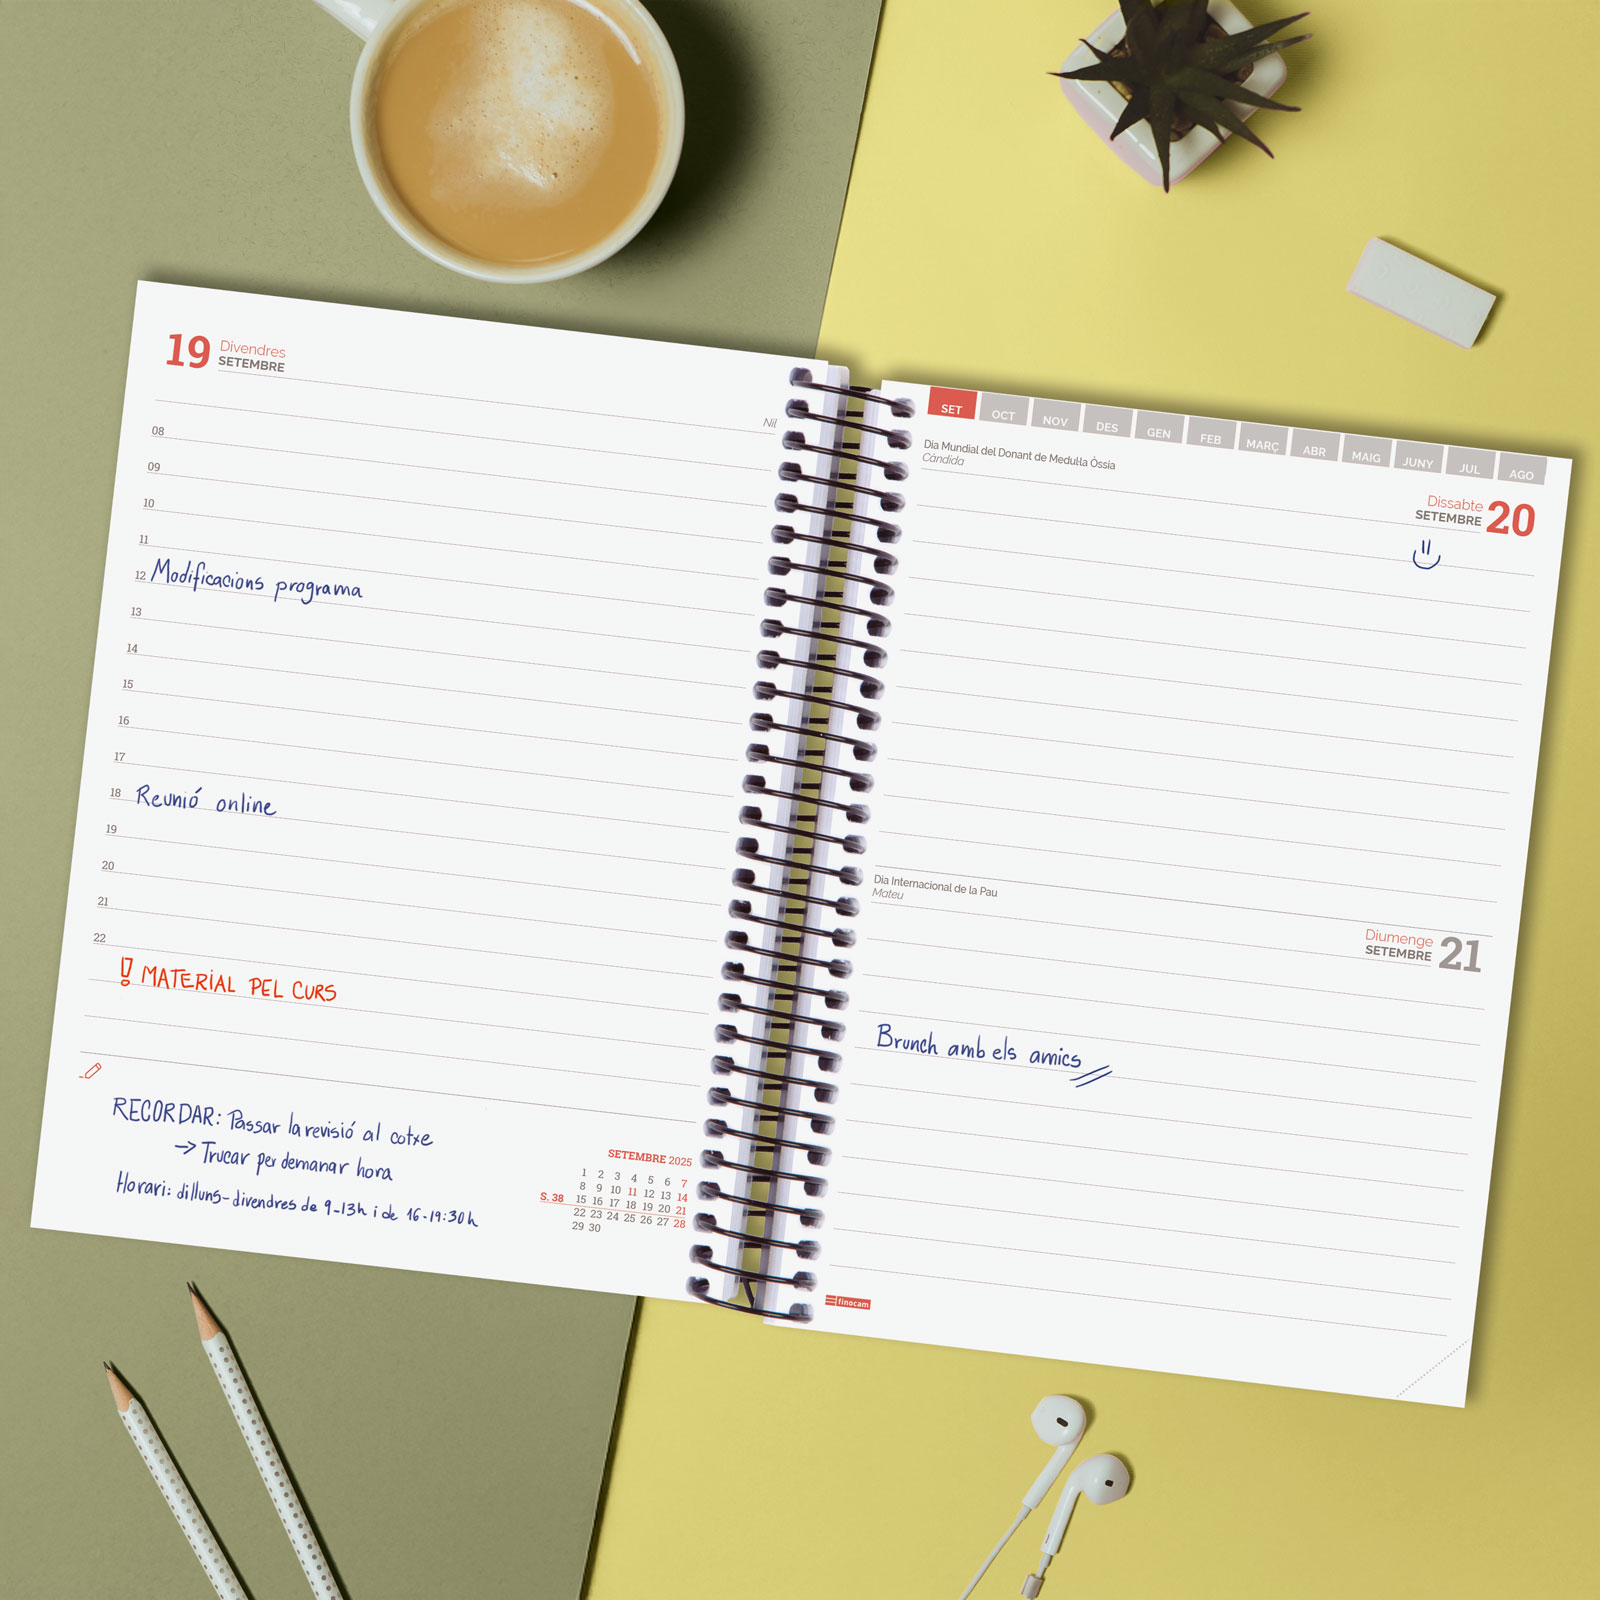 19 Divendres
SETEMBRE
Nil
08
09
10
11
12 Modificacions programa
13
14
15
16
17
18 Reunió online
19
20
21
22
! MATERIAL PEL CURS
RECORDAR: Passar la revisió al cotxe
→ Trucar per demanar hora
Horari: dilluns-divendres de 9-13h i de 16-19:30h
SETEMBRE 2025
1 2 3 4 5 6 7
8 9 10 11 12 13 14
S. 38 15 16 17 18 19 20 21
22 23 24 25 26 27 28
29 30
SET OCT NOV DES GEN FEB MARÇ ABR MAIG JUNY JUL AGO
Dia Mundial del Donant de Medul·la Òssia
Càndida
Dissabte 20
SETEMBRE
Dia Internacional de la Pau
Mateu
Diumenge 21
SETEMBRE
Brunch amb els amics
finocam